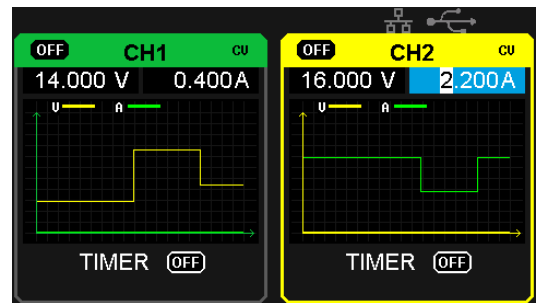 OFF CH1 CV
14.000 V 0.400A
V A
TIMER OFF
OFF CH2 CV
16.000 V 2.200A
V A
TIMER OFF